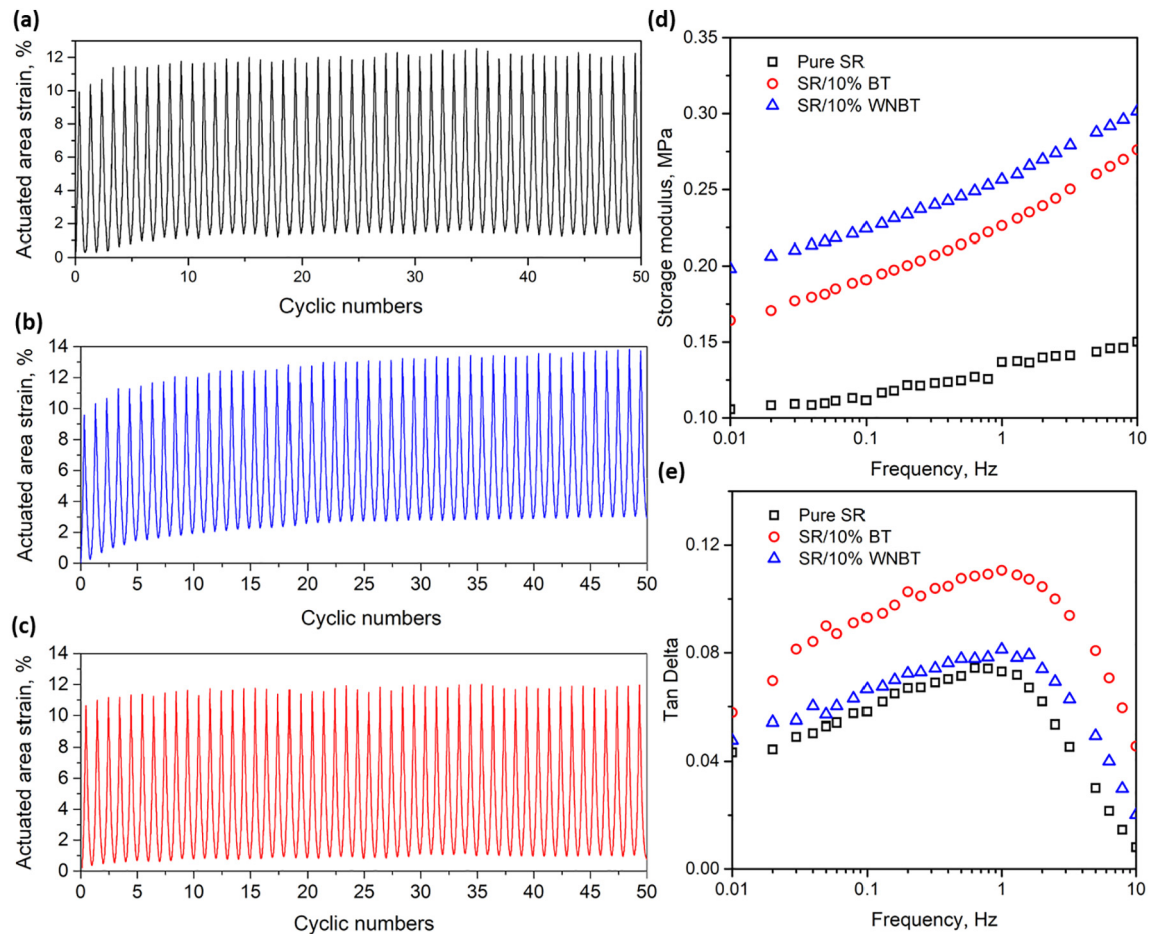 (a)
Actuated area strain, %
12
10
8
6
4
2
0
0 10 20 30 40 50
Cyclic numbers
(b)
Actuated area strain, %
14
12
10
8
6
4
2
0
0 5 10 15 20 25 30 35 40 45 50
Cyclic numbers
(c)
Actuated area strain, %
14
12
10
8
6
4
2
0
0 5 10 15 20 25 30 35 40 45 50
Cyclic numbers
(d)
Storage modulus, MPa
0.35
0.30
0.25
0.20
0.15
0.10
Pure SR
SR/10% BT
SR/10% WNBT
0.01 0.1 1 10
Frequency, Hz
(e)
Tan Delta
0.12
0.08
0.04
0.00
Pure SR
SR/10% BT
SR/10% WNBT
0.01 0.1 1 10
Frequency, Hz